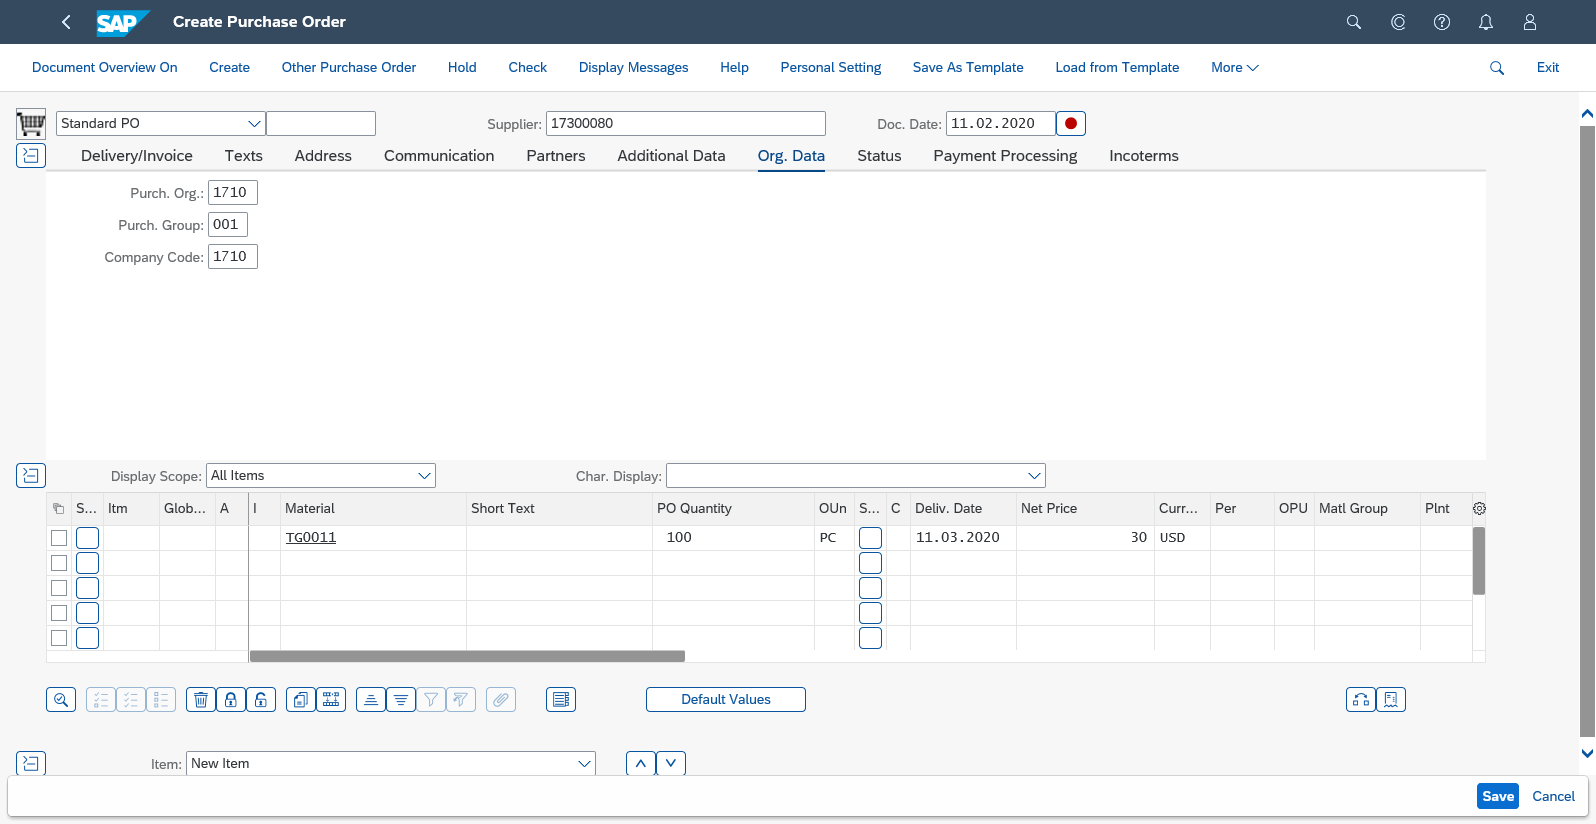 SAP Create Purchase Order
Document Overview On Create Other Purchase Order Hold Check Display Messages Help Personal Setting Save As Template Load from Template More Exit
Standard PO Supplier: 17300080 Doc. Date: 11.02.2020
Delivery/Invoice Texts Address Communication Partners Additional Data Org. Data Status Payment Processing Incoterms
Purch. Org.: 1710
Purch. Group: 001
Company Code: 1710
Display Scope: All Items Char. Display:
S... Itm Glob... A I Material Short Text PO Quantity OUn S... C Deliv. Date Net Price Curr... Per OPU Matl Group Plnt
TG0011 100 PC 11.03.2020 30 USD
Default Values
Item: New Item
Save Cancel